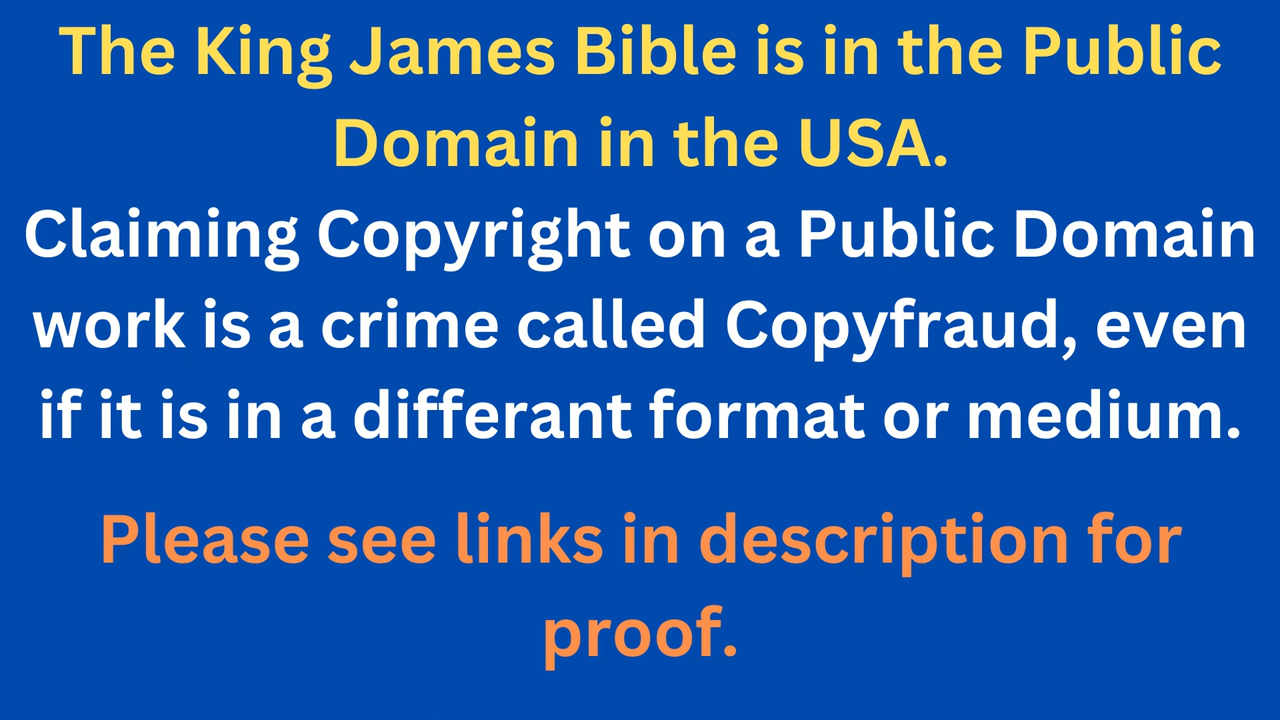 The King James Bible is in the Public
Domain in the USA.
Claiming Copyright on a Public Domain
work is a crime called Copyfraud, even
if it is in a differant format or medium.
Please see links in description for
proof.